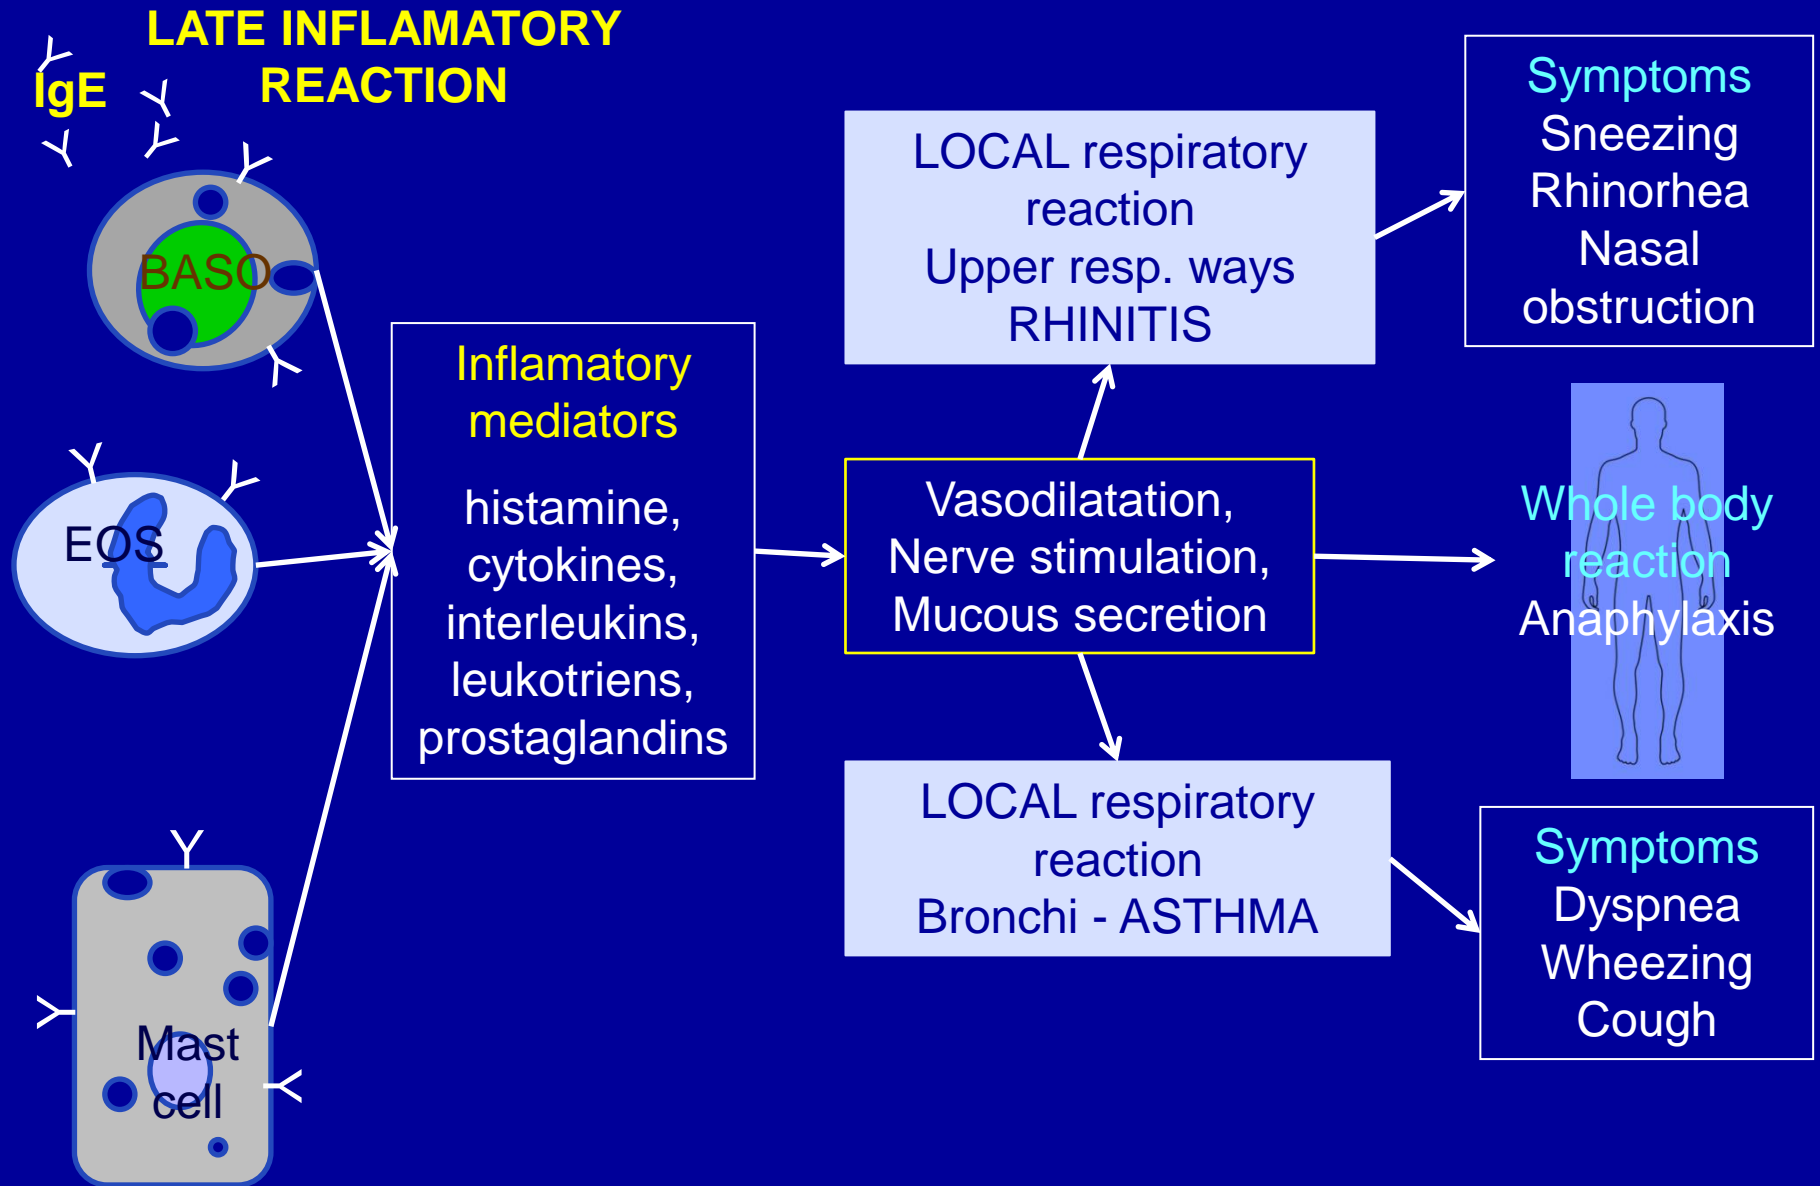 LATE INFLAMATORY
REACTION
IgE
BASO
EOS
Mast
cell
Inflamatory
mediators
histamine,
cytokines,
interleukins,
leukotriens,
prostaglandins
Vasodilatation,
Nerve stimulation,
Mucous secretion
LOCAL respiratory
reaction
Upper resp. ways
RHINITIS
Symptoms
Sneezing
Rhinorhea
Nasal
obstruction
Whole body
reaction
Anaphylaxis
LOCAL respiratory
reaction
Bronchi - ASTHMA
Symptoms
Dyspnea
Wheezing
Cough